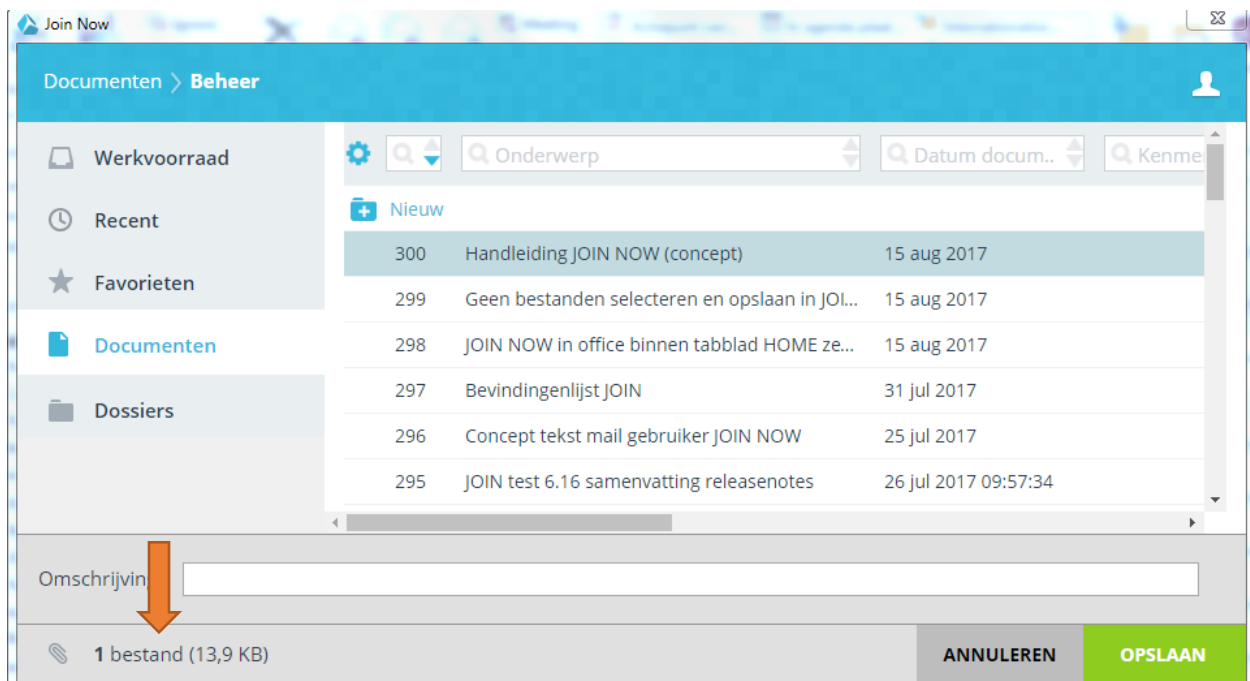 Join Now
Meeting
Documenten > Beheer
Werkvoorraad
Recent
Favorieten
Documenten
Dossiers
Onderwerp
Datum docum..
Kenme
Nieuw
300 Handleiding JOIN NOW (concept) 15 aug 2017
299 Geen bestanden selecteren en opslaan in JOI... 15 aug 2017
298 JOIN NOW in office binnen tabblad HOME ze... 15 aug 2017
297 Bevindingenlijst JOIN 31 jul 2017
296 Concept tekst mail gebruiker JOIN NOW 25 jul 2017
295 JOIN test 6.16 samenvatting releasenotes 26 jul 2017 09:57:34
Omschrijvin
1 bestand (13,9 KB)
ANNULEREN
OPSLAAN